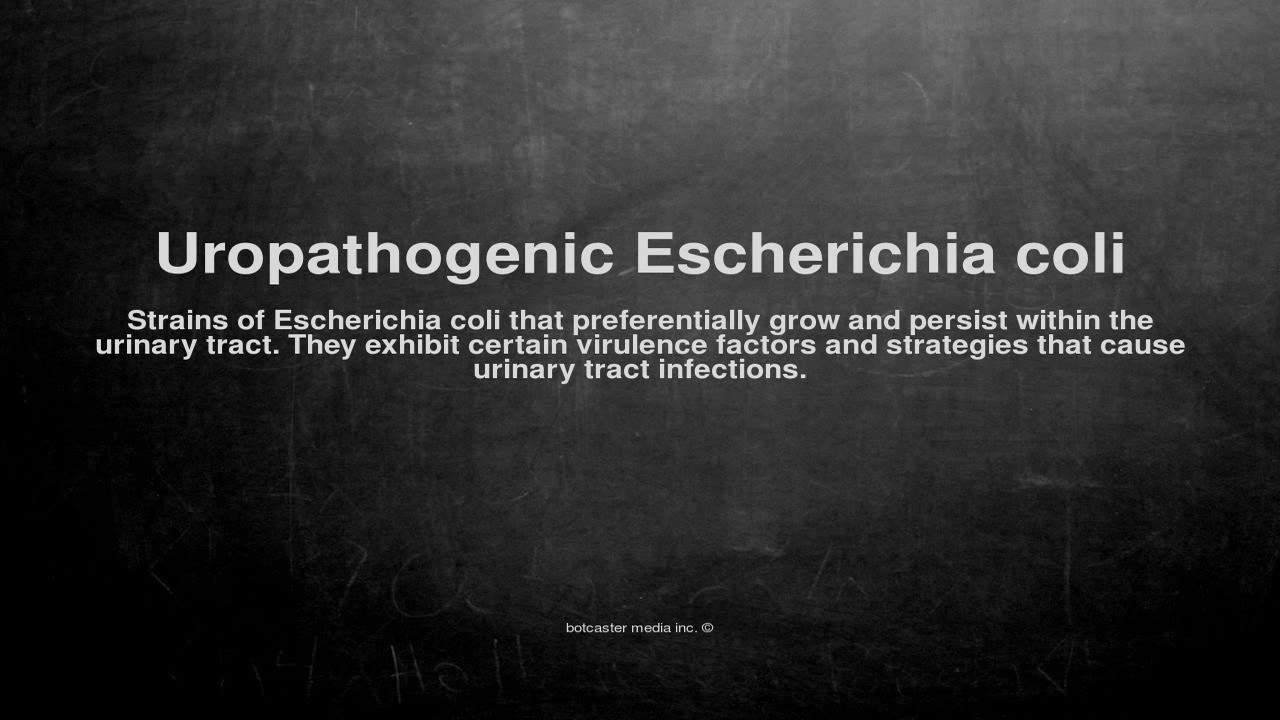 Uropathogenic Escherichia coli
Strains of Escherichia coli that preferentially grow and persist within the
urinary tract. They exhibit certain virulence factors and strategies that cause
urinary tract infections.
botcaster media inc. ©